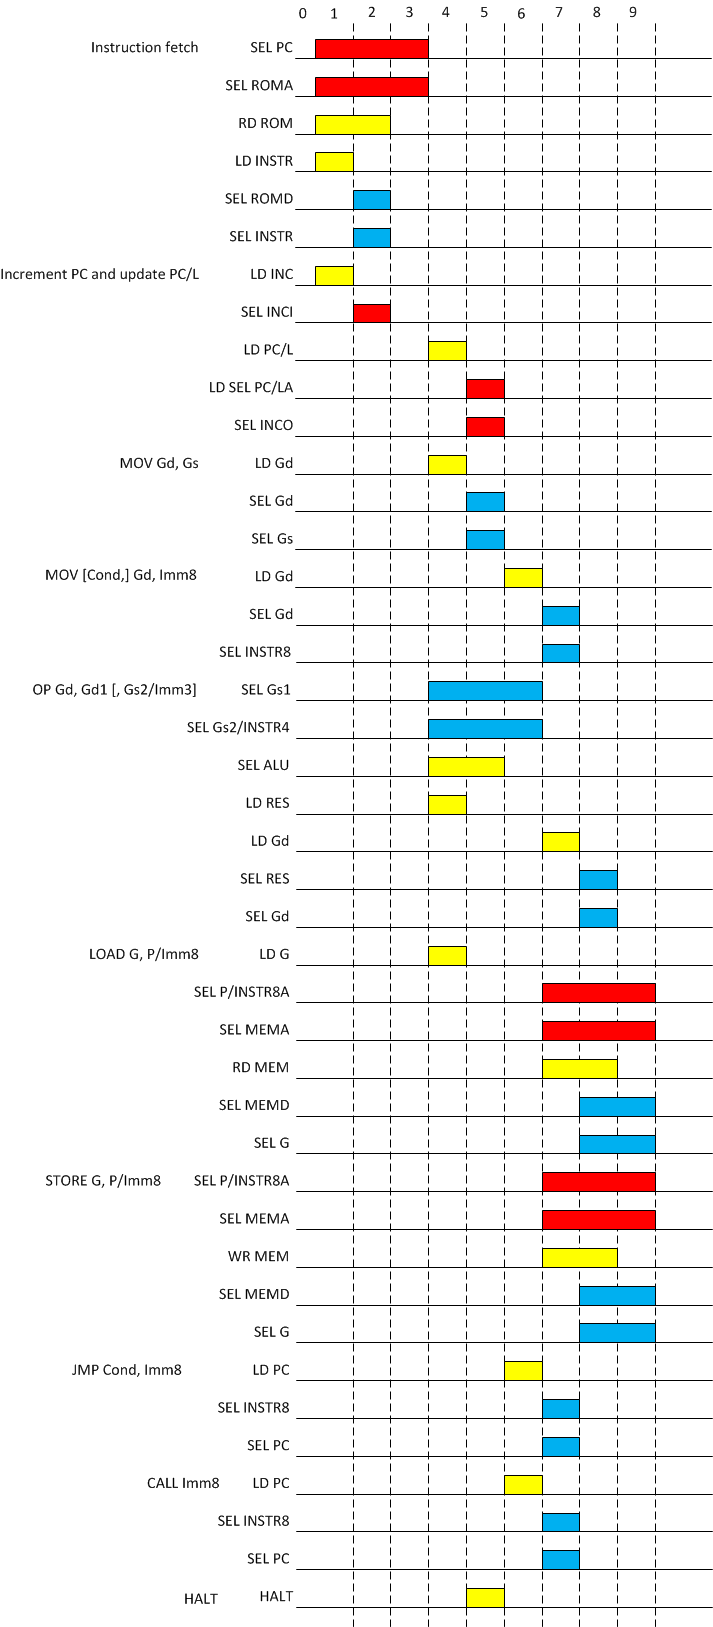 0 1 2 3 4 5 6 7 8 9
Instruction fetch SEL PC
SEL ROMA
RD ROM
LD INSTR
SEL ROMD
SEL INSTR
Increment PC and update PC/L LD INC
SEL INCI
LD PC/L
LD SEL PC/LA
SEL INCO
MOV Gd, Gs LD Gd
SEL Gd
SEL Gs
MOV [Cond,] Gd, Imm8 LD Gd
SEL Gd
SEL INSTR8
OP Gd, Gd1 [, Gs2/Imm3] SEL Gs1
SEL Gs2/INSTR4
SEL ALU
LD RES
LD Gd
SEL RES
SEL Gd
LOAD G, P/Imm8 LD G
SEL P/INSTR8A
SEL MEMA
RD MEM
SEL MEMD
SEL G
STORE G, P/Imm8 SEL P/INSTR8A
SEL MEMA
WR MEM
SEL MEMD
SEL G
JMP Cond, Imm8 LD PC
SEL INSTR8
SEL PC
CALL Imm8 LD PC
SEL INSTR8
SEL PC
HALT HALT